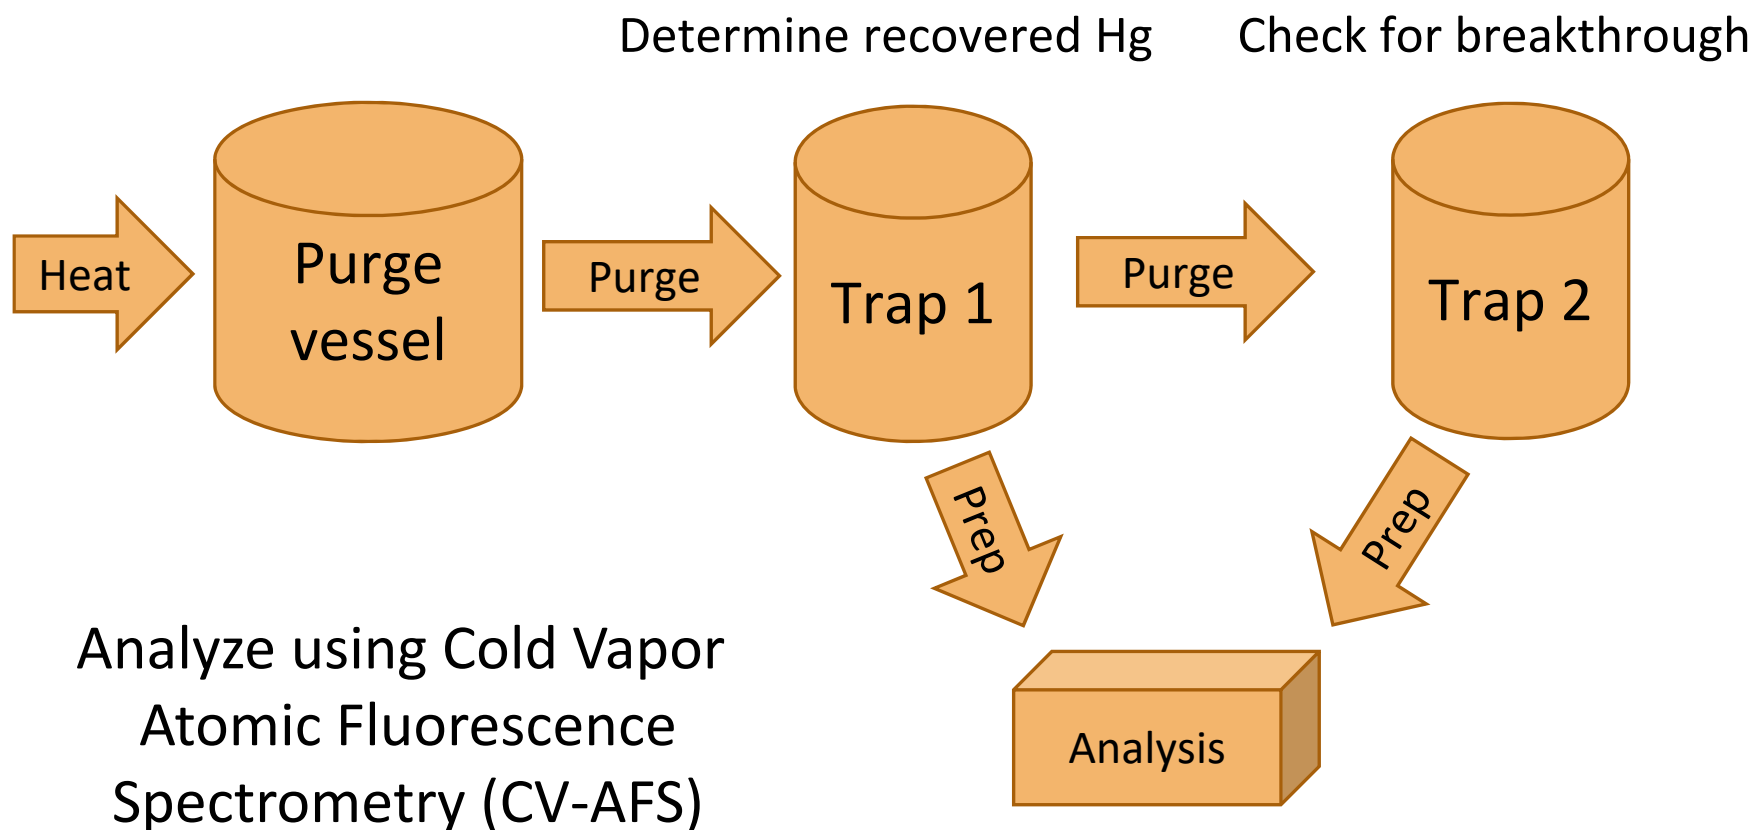 Determine recovered Hg
Check for breakthrough
Heat
Purge
vessel
Purge
Trap 1
Purge
Trap 2
Prep
Prep
Analyze using Cold Vapor
Atomic Fluorescence
Spectrometry (CV-AFS)
Analysis